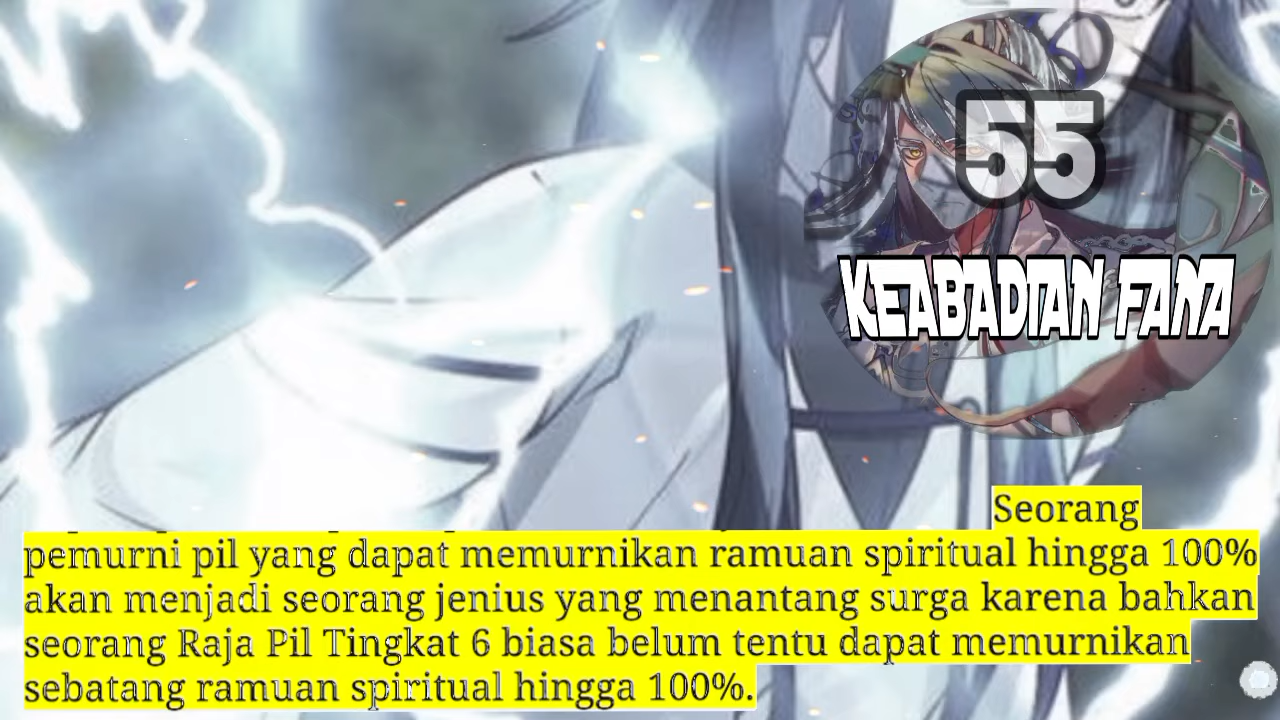 55
KEABADIAN FANA
Seorang
pemurni pil yang dapat memurnikan ramuan spiritual hingga 100%
akan menjadi seorang jenius yang menantang surga karena bahkan
seorang Raja Pil Tingkat 6 biasa belum tentu dapat memurnikan
sebatang ramuan spiritual hingga 100%.